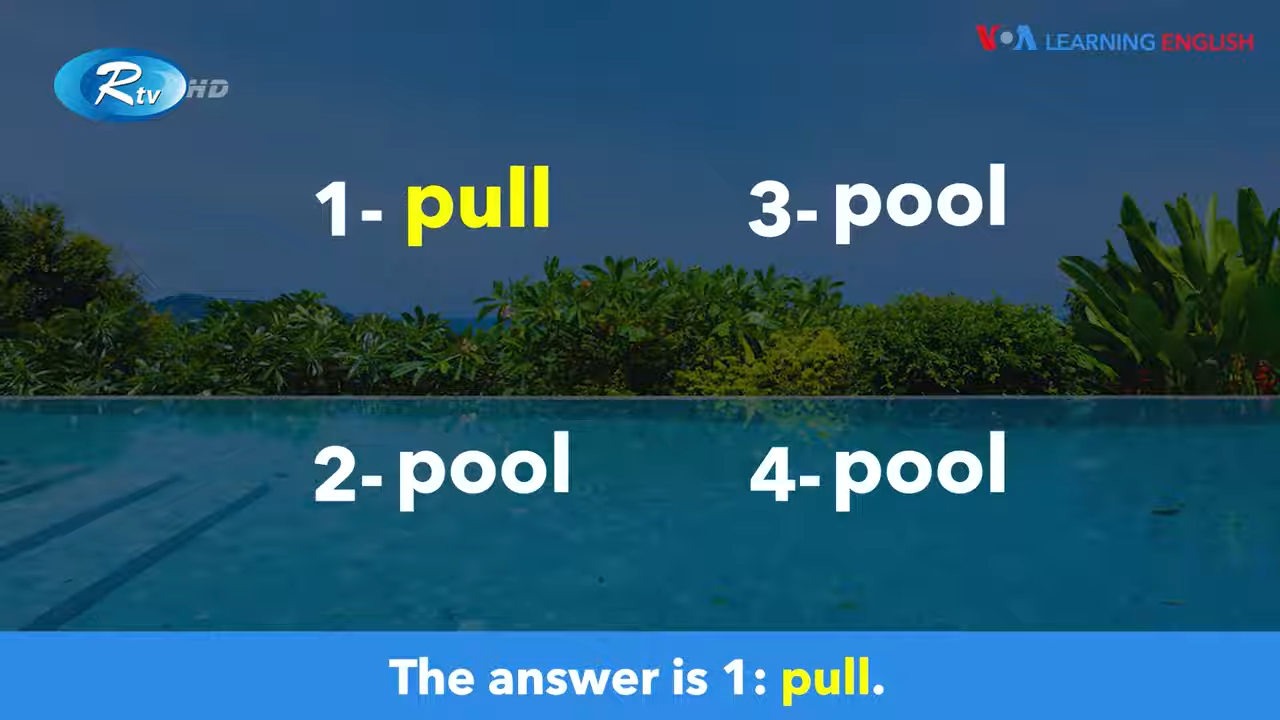 Rtv HD
VOA LEARNING ENGLISH
1- pull
3- pool
2- pool
4- pool
The answer is 1: pull.